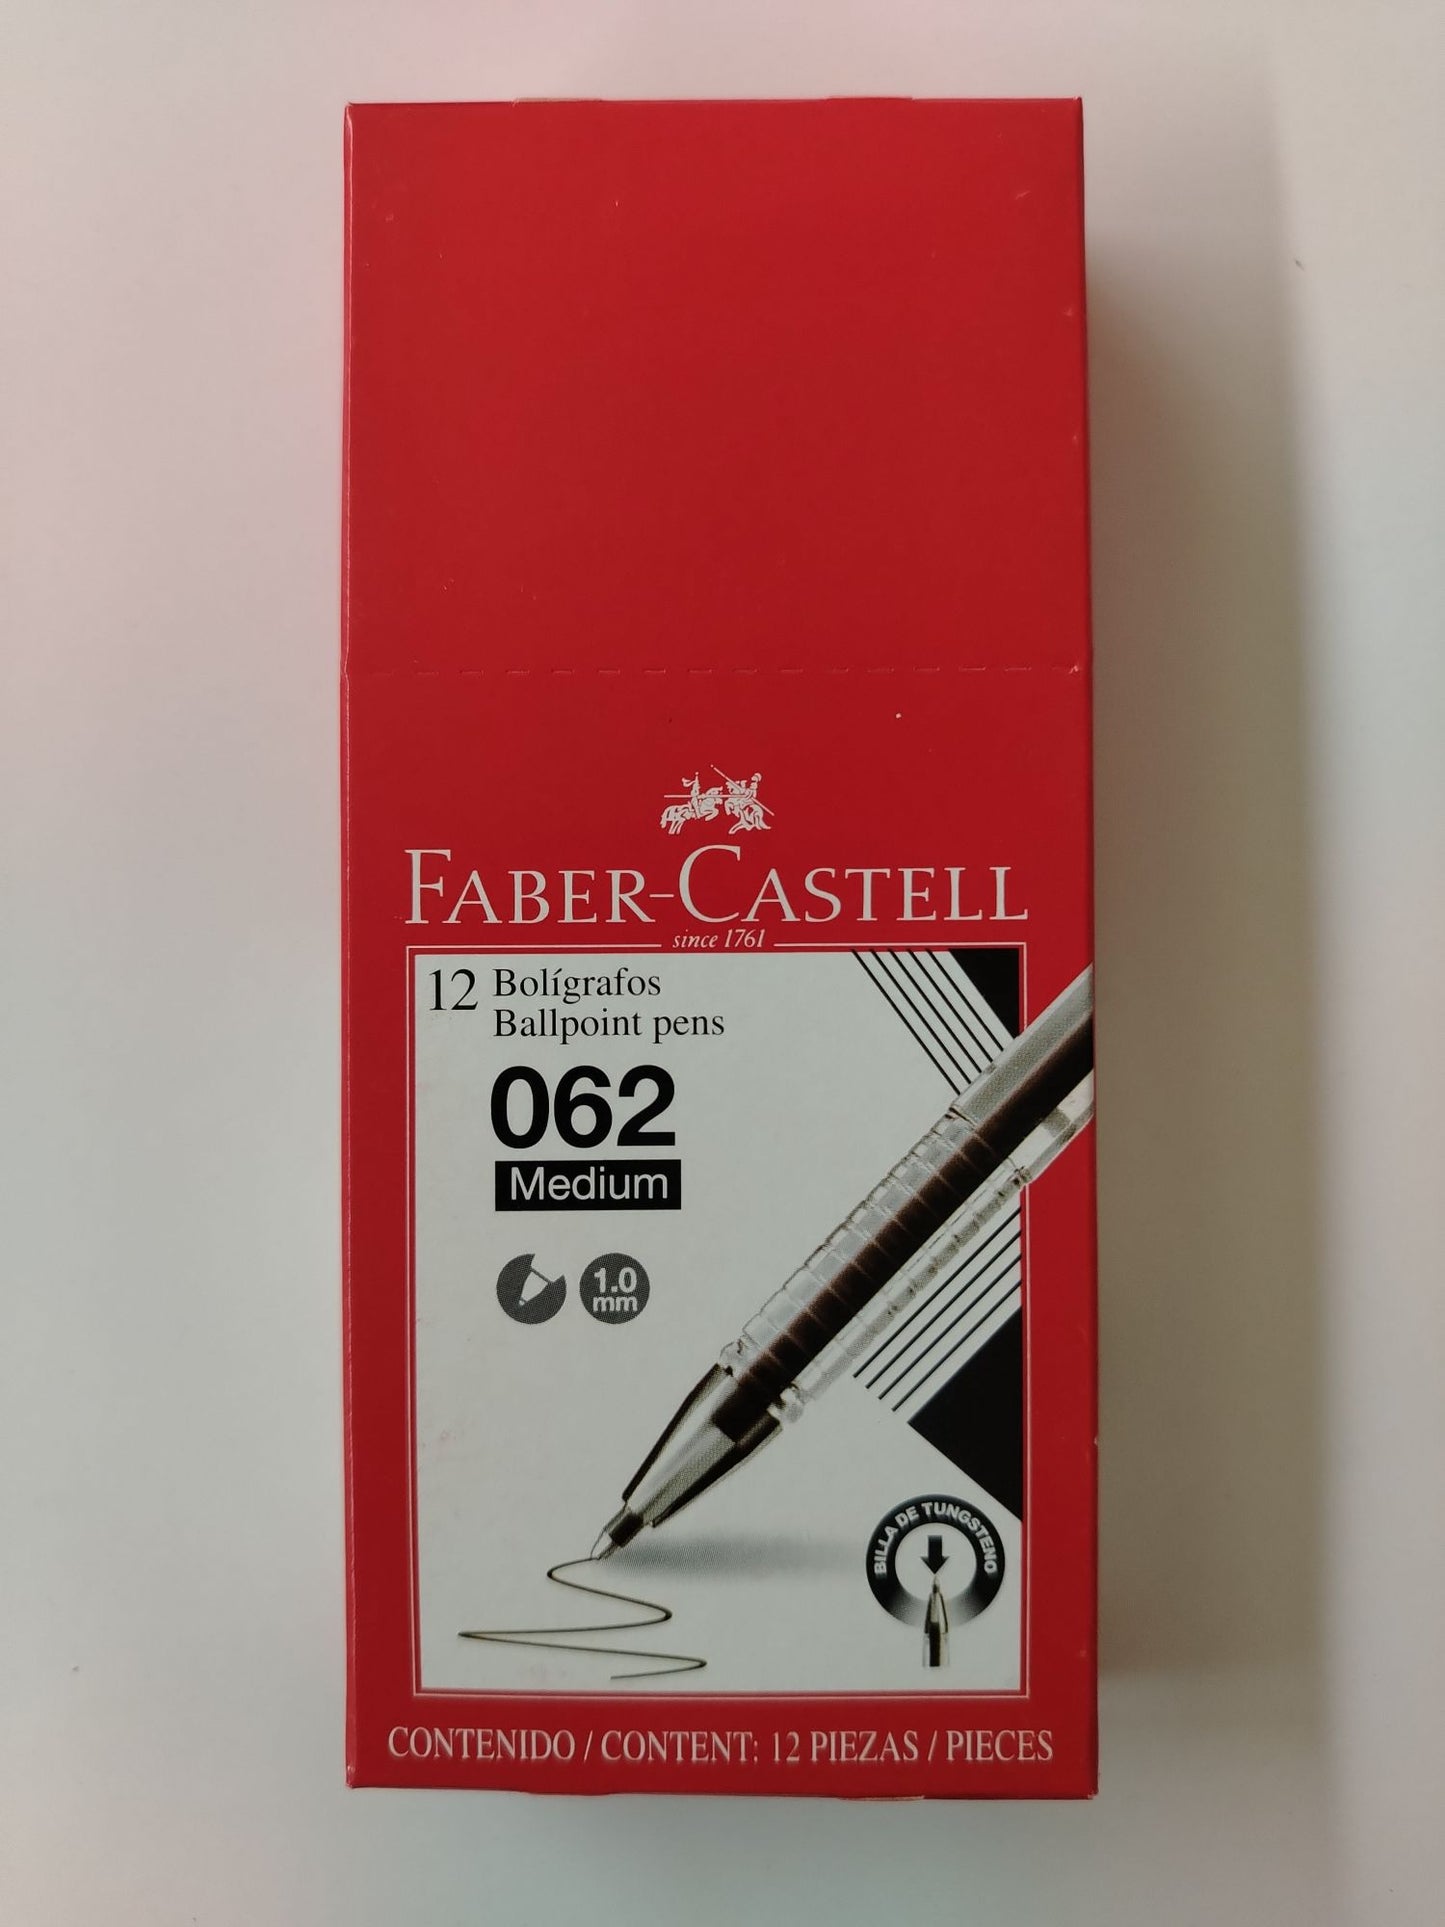 FABER-CASTELL
since 1761
12 Bolígrafos
Ballpoint pens
062
Medium
1.0
mm
BILLA DE TUNGSTENO
CONTENIDO / CONTENT: 12 PIEZAS / PIECES